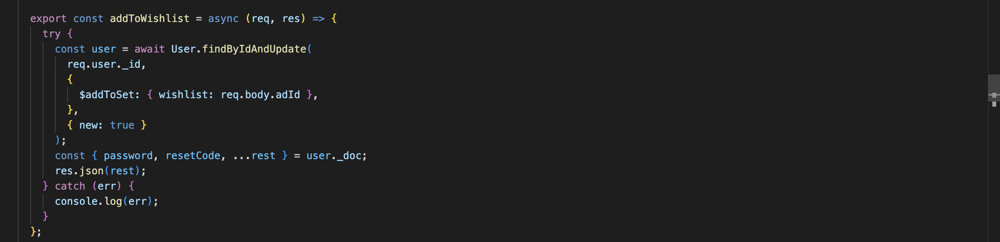 export const addToWishlist = async (req, res) => {
  try {
    const user = await User.findByIdAndUpdate(
      req.user._id,
      {
        $addToSet: { wishlist: req.body.adId },
      },
      { new: true }
    );
    const { password, resetCode, ...rest } = user._doc;
    res.json(rest);
  } catch (err) {
    console.log(err);
  }
};